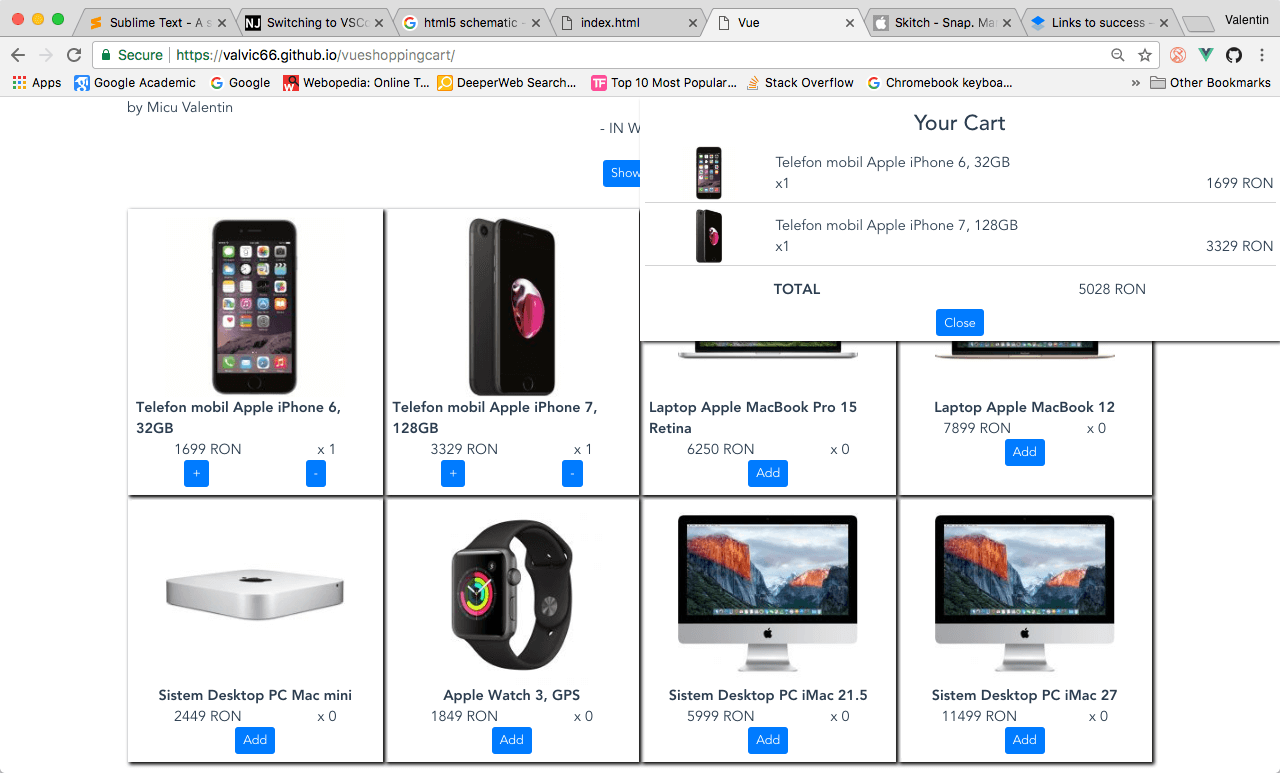 Sublime Text - A s
Switching to VSCo
html5 schematic -
index.html
Vue
Skitch - Snap. Mar
Links to success –
Valentin
Secure
https://valvic66.github.io/vueshoppingcart/
Apps
Google Academic
Google
Webopedia: Online T...
DeeperWeb Search...
TF
Top 10 Most Popular...
Stack Overflow
Chromebook keyboa...
»
Other Bookmarks
by Micu Valentin
- IN W
Show
Your Cart
Telefon mobil Apple iPhone 6, 32GB
x1
1699 RON
Telefon mobil Apple iPhone 7, 128GB
x1
3329 RON
TOTAL
5028 RON
Close
Telefon mobil Apple iPhone 6,
32GB
1699 RON
x 1
+
-
Telefon mobil Apple iPhone 7,
128GB
3329 RON
x 1
+
-
Laptop Apple MacBook Pro 15
Retina
6250 RON
x 0
Add
Laptop Apple MacBook 12
7899 RON
x 0
Add
Sistem Desktop PC Mac mini
2449 RON
x 0
Add
Apple Watch 3, GPS
1849 RON
x 0
Add
Sistem Desktop PC iMac 21.5
5999 RON
x 0
Add
Sistem Desktop PC iMac 27
11499 RON
x 0
Add